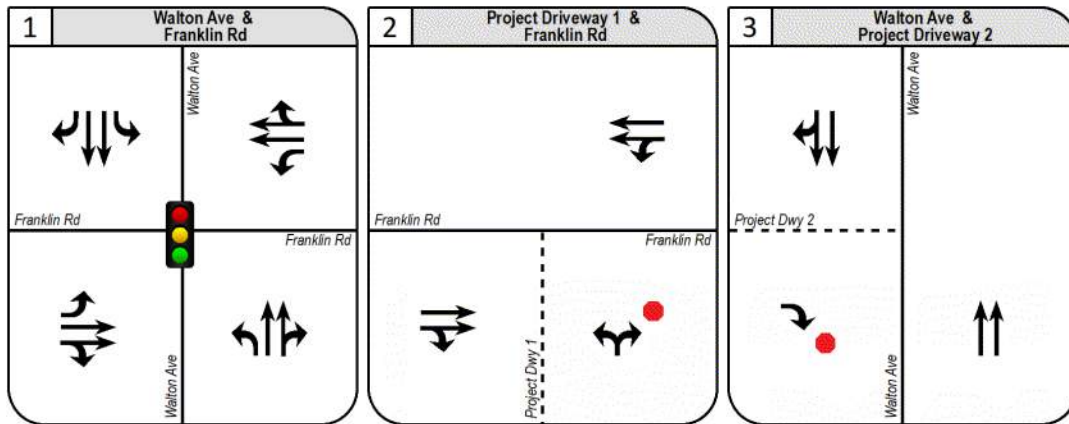 1
Walton Ave &
Franklin Rd
Walton Ave
Franklin Rd
Franklin Rd
Walton Ave
2
Project Driveway 1 &
Franklin Rd
Franklin Rd
Franklin Rd
Project Dwy 1
3
Walton Ave &
Project Driveway 2
Walton Ave
Project Dwy 2
Walton Ave